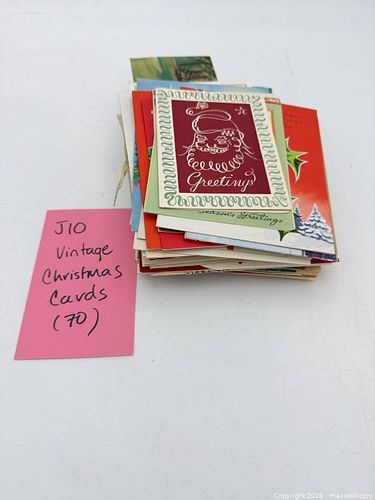 J10
Vintage
Christmas
Cards
(70)
Greetings
Season's Greetings
Copyright 2026 - maxsold.com